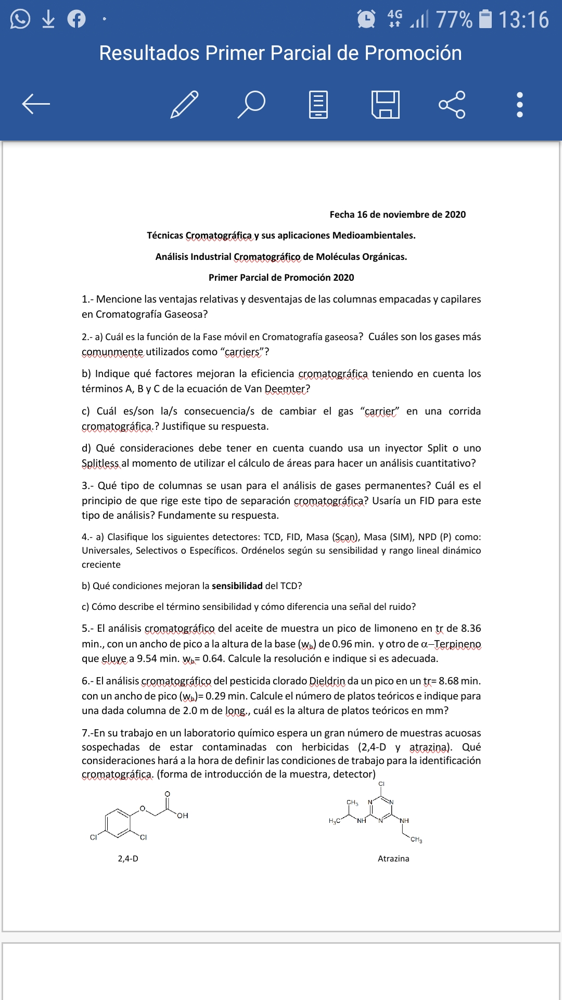 4G 77% 13:16
Resultados Primer Parcial de Promoción
Fecha 16 de noviembre de 2020
Técnicas Cromatográfica y sus aplicaciones Medioambientales.
Análisis Industrial Cromatográfico de Moléculas Orgánicas.
Primer Parcial de Promoción 2020
1.- Mencione las ventajas relativas y desventajas de las columnas empacadas y capilares
en Cromatografía Gaseosa?
2.- a) Cuál es la función de la Fase móvil en Cromatografía gaseosa? Cuáles son los gases más
comunmente utilizados como “carriers”?
b) Indique qué factores mejoran la eficiencia cromatográfica teniendo en cuenta los
términos A, B y C de la ecuación de Van Deemter?
c) Cuál es/son la/s consecuencia/s de cambiar el gas “carrier” en una corrida
cromatográfica.? Justifique su respuesta.
d) Qué consideraciones debe tener en cuenta cuando usa un inyector Split o uno
Splitless al momento de utilizar el cálculo de áreas para hacer un análisis cuantitativo?
3.- Qué tipo de columnas se usan para el análisis de gases permanentes? Cuál es el
principio de que rige este tipo de separación cromatográfica? Usaría un FID para este
tipo de análisis? Fundamente su respuesta.
4.- a) Clasifique los siguientes detectores: TCD, FID, Masa (Scan), Masa (SIM), NPD (P) como:
Universales, Selectivos o Específicos. Ordénelos según su sensibilidad y rango lineal dinámico
creciente
b) Qué condiciones mejoran la sensibilidad del TCD?
c) Cómo describe el término sensibilidad y cómo diferencia una señal del ruido?
5.- El análisis cromatográfico del aceite de muestra un pico de limoneno en tr de 8.36
min., con un ancho de pico a la altura de la base (wb) de 0.96 min. y otro de α–Terpineno
que eluye a 9.54 min. wb= 0.64. Calcule la resolución e indique si es adecuada.
6.- El análisis cromatográfico del pesticida clorado Dieldrin da un pico en un tr= 8.68 min.
con un ancho de pico (wb)= 0.29 min. Calcule el número de platos teóricos e indique para
una dada columna de 2.0 m de long., cuál es la altura de platos teóricos en mm?
7.-En su trabajo en un laboratorio químico espera un gran número de muestras acuosas
sospechadas de estar contaminadas con herbicidas (2,4-D y atrazina). Qué
consideraciones hará a la hora de definir las condiciones de trabajo para la identificación
cromatográfica. (forma de introducción de la muestra, detector)
O O OH Cl Cl
Cl CH3 N N H3C NH N NH CH3
2,4-D Atrazina